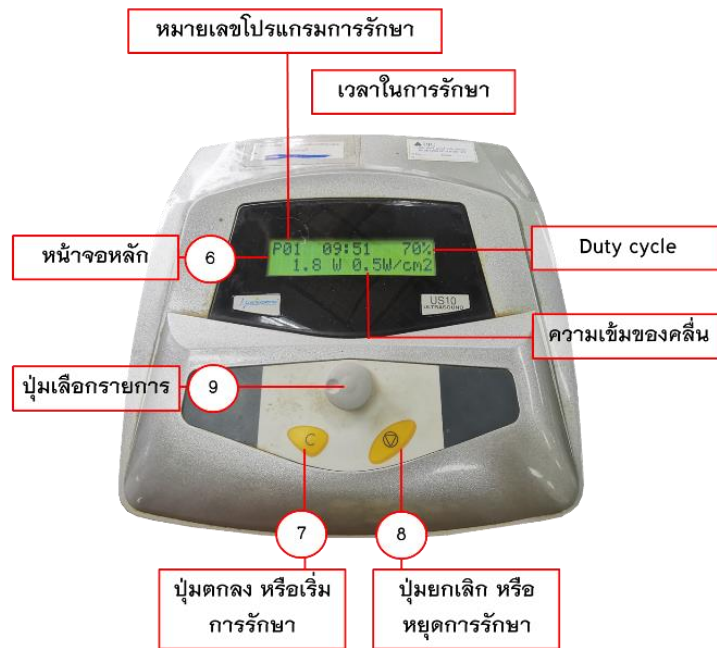 หมายเลขโปรแกรมการรักษา
เวลาในการรักษา
P01 09:51 70%
1.8 W 0.5W/cm2
หน้าจอหลัก
6
Duty cycle
US10
ULTRASOUND
ความเข้มของคลื่น
ปุ่มเลือกรายการ
9
C
7
8
ปุ่มตกลง หรือเริ่ม
การรักษา
ปุ่มยกเลิก หรือ
หยุดการรักษา